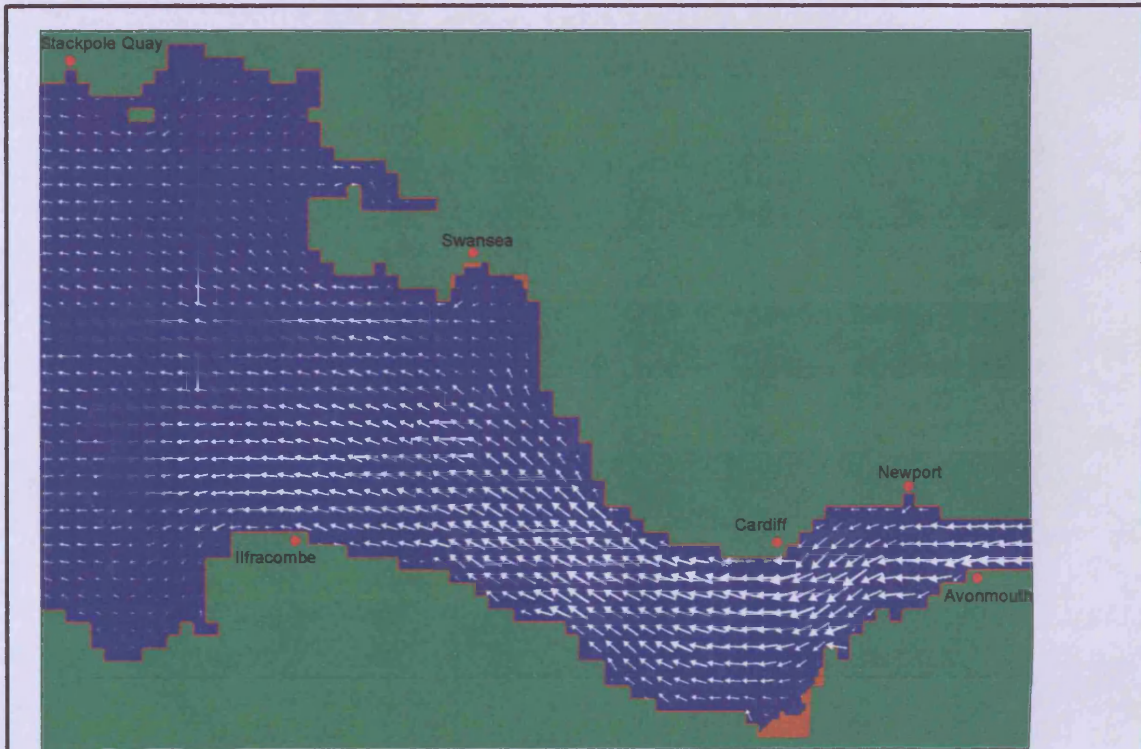 Stackpole Quay
Swansea
Newport
Cardiff
Ilfracombe
Avonmouth